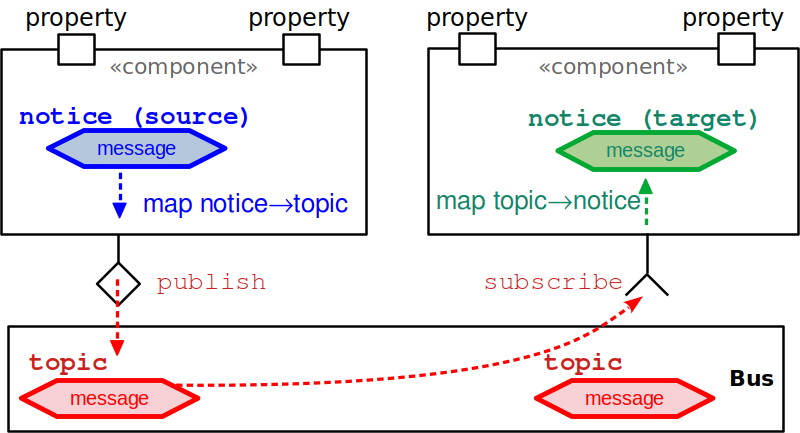 property property property property
«component» «component»
notice (source) notice (target)
message message
map notice→topic map topic→notice
publish subscribe
topic topic
Bus
message message